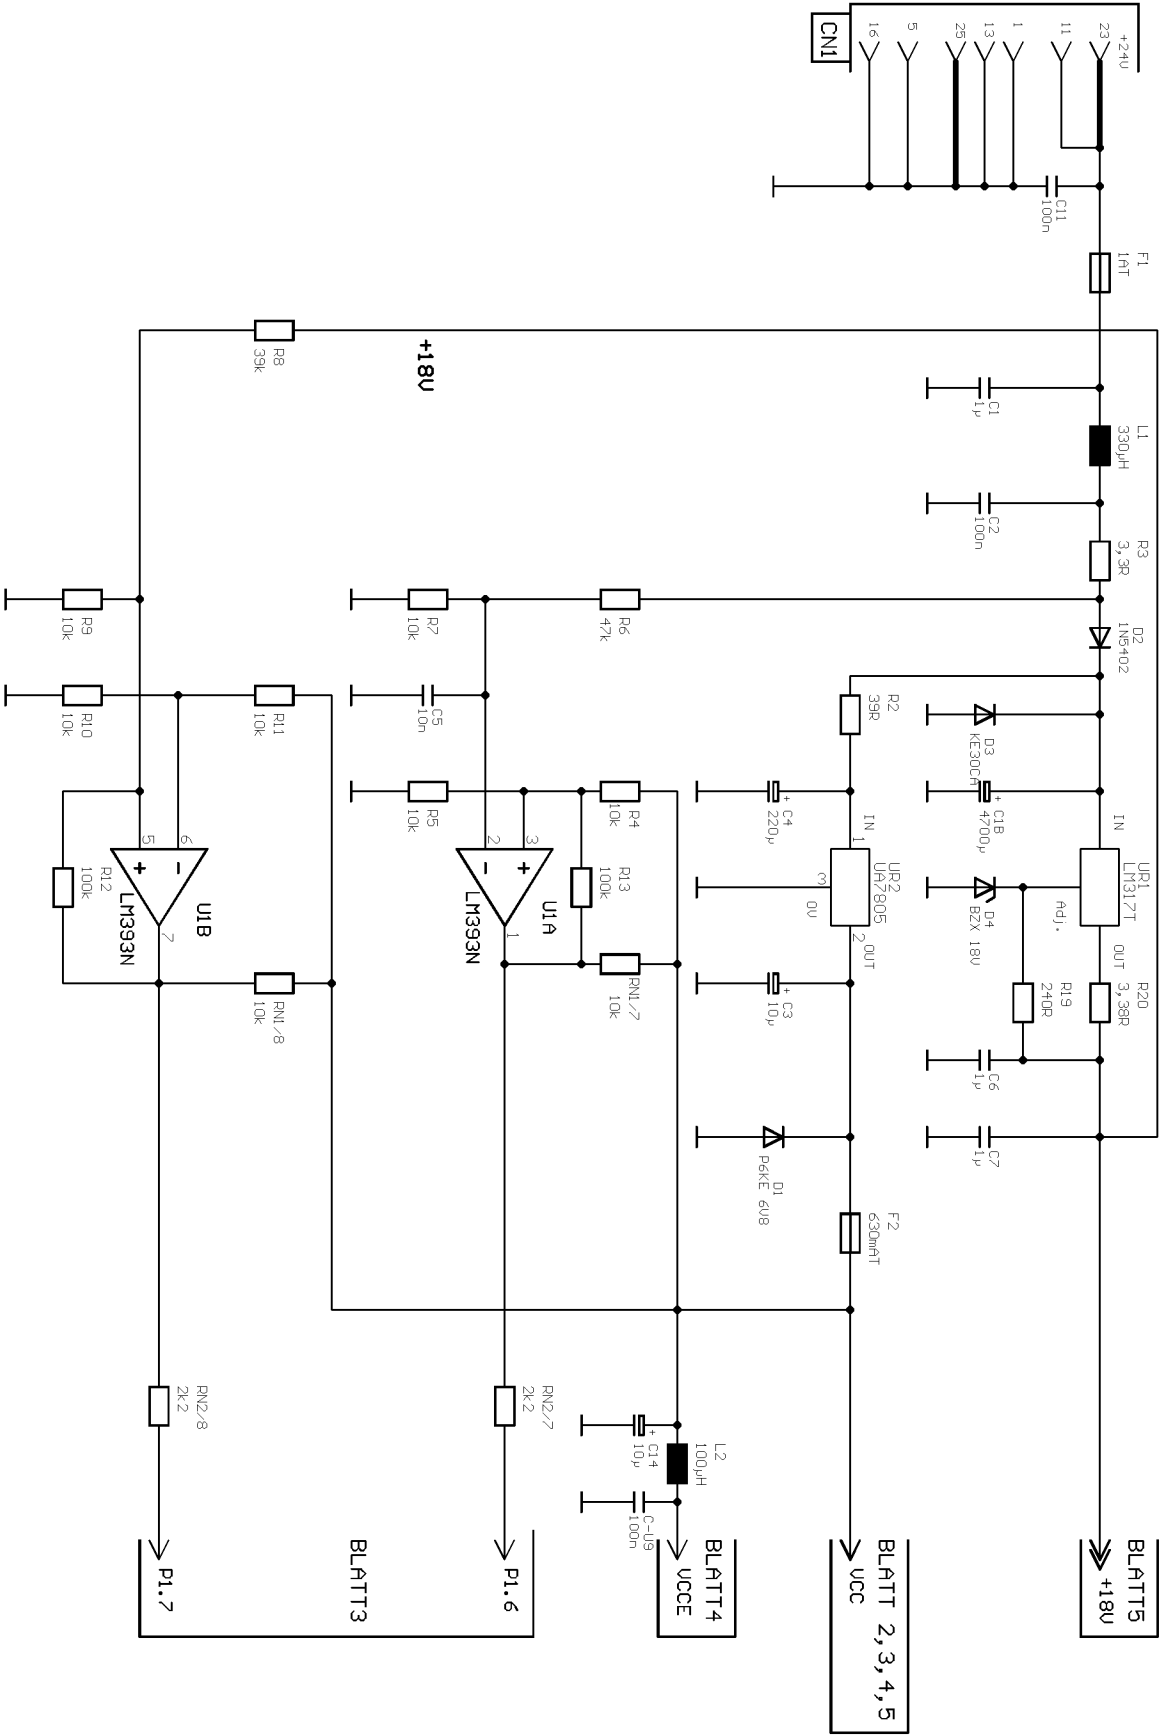 CN1
+24V
23
11
1
13
25
5
16
C11
100n
F1
1AT
C1
1µ
L1
330µH
C2
100n
R3
3,3R
D2
1N5402
D3
KE30CA
+
C1B
4700µ
IN
UR1
LM317T
Adj.
OUT
D4
BZX 18V
R19
240R
R20
3,38R
C6
1µ
C7
1µ
BLATT5
+18V
R2
39R
+
C4
220µ
IN
1
UR2
UA7805
3
0V
2
OUT
+
C3
10µ
D1
P6KE 6V8
F2
630mAT
BLATT 2,3,4,5
VCC
+18V
R6
47k
R7
10k
C5
10n
R4
10k
R5
10k
R13
100k
3
2
+
-
1
U1A
LM393N
RN1/7
10k
+
C14
10µ
L2
100µH
C-U9
100n
BLATT4
VCCE
RN2/7
2k2
P1.6
BLATT3
R8
39k
R9
10k
R11
10k
R10
10k
6
5
-
+
7
U1B
LM393N
R12
100k
RN1/8
10k
RN2/8
2k2
P1.7